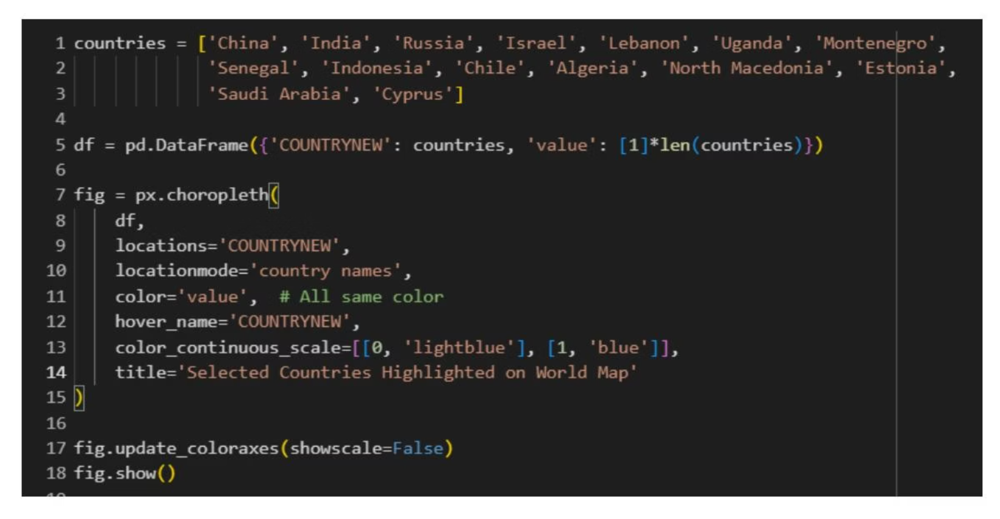 1 countries = ['China', 'India', 'Russia', 'Israel', 'Lebanon', 'Uganda', 'Montenegro',
2 'Senegal', 'Indonesia', 'Chile', 'Algeria', 'North Macedonia', 'Estonia',
3 'Saudi Arabia', 'Cyprus']
4
5 df = pd.DataFrame({'COUNTRYNEW': countries, 'value': [1]*len(countries)})
6
7 fig = px.choropleth(
8 df,
9 locations='COUNTRYNEW',
10 locationmode='country names',
11 color='value',  # All same color
12 hover_name='COUNTRYNEW',
13 color_continuous_scale=[[0, 'lightblue'], [1, 'blue']],
14 title='Selected Countries Highlighted on World Map'
15 )
16
17 fig.update_coloraxes(showscale=False)
18 fig.show()